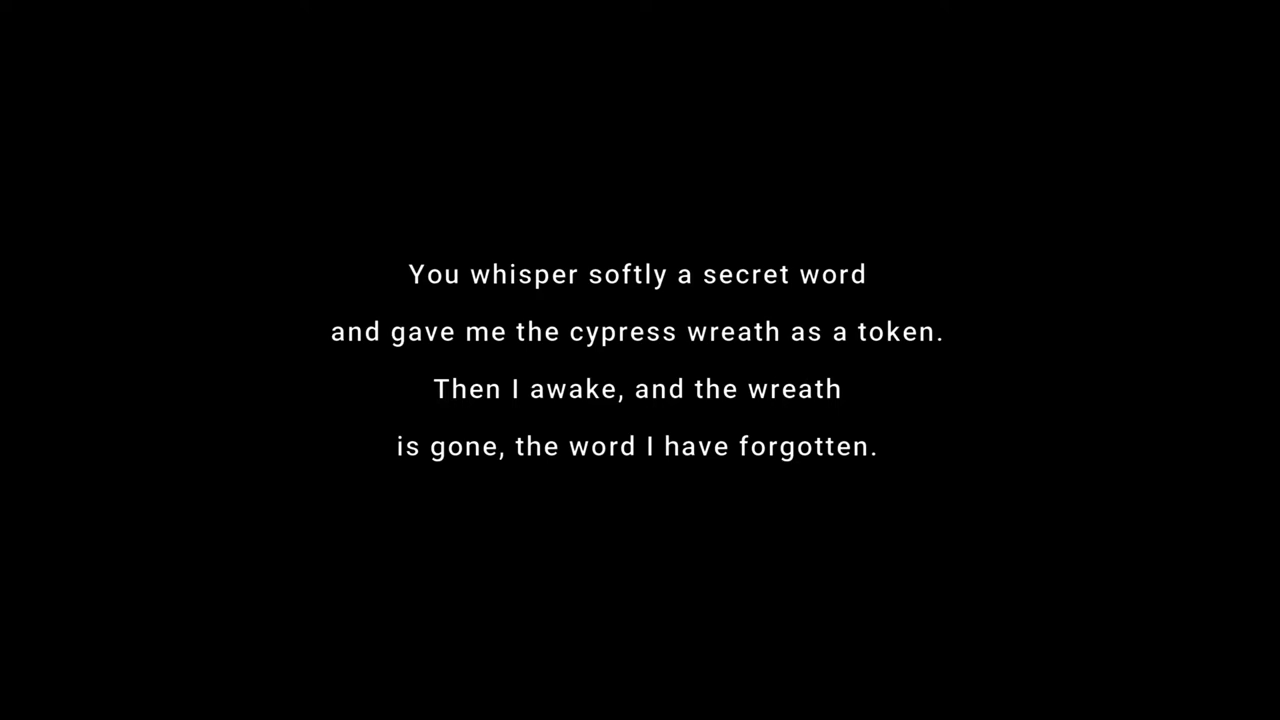 You whisper softly a secret word
and gave me the cypress wreath as a token.
Then I awake, and the wreath
is gone, the word I have forgotten.